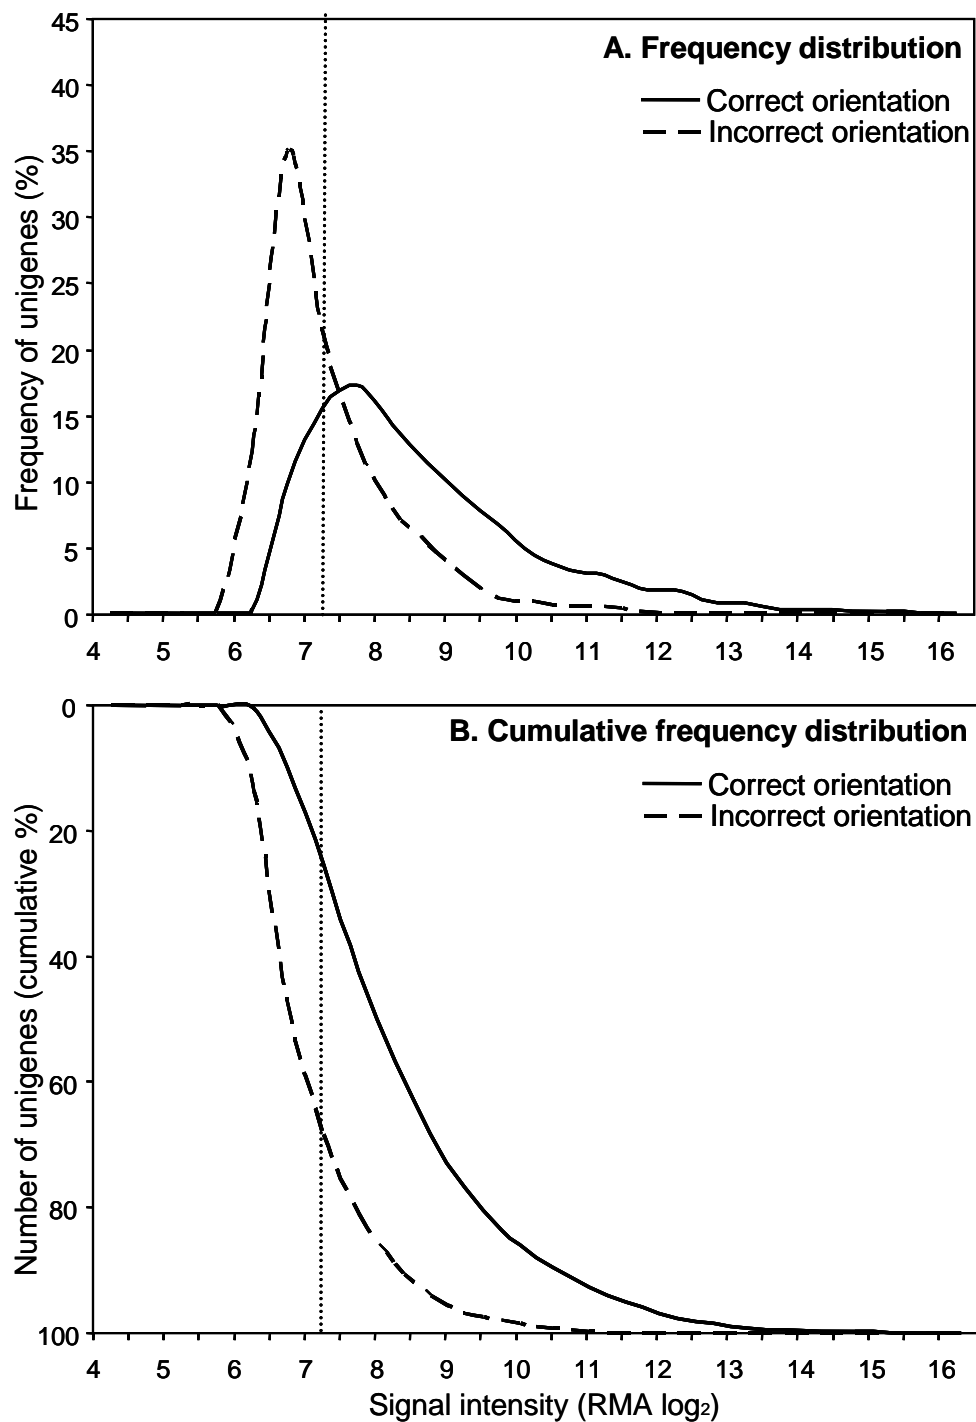 A. Frequency distribution
Correct orientation
Incorrect orientation
Frequency of unigenes (%)
45
40
35
30
25
20
15
10
5
0
4 5 6 7 8 9 10 11 12 13 14 15 16
B. Cumulative frequency distribution
Correct orientation
Incorrect orientation
Number of unigenes (cumulative %)
0
20
40
60
80
100
4 5 6 7 8 9 10 11 12 13 14 15 16
Signal intensity (RMA log₂)